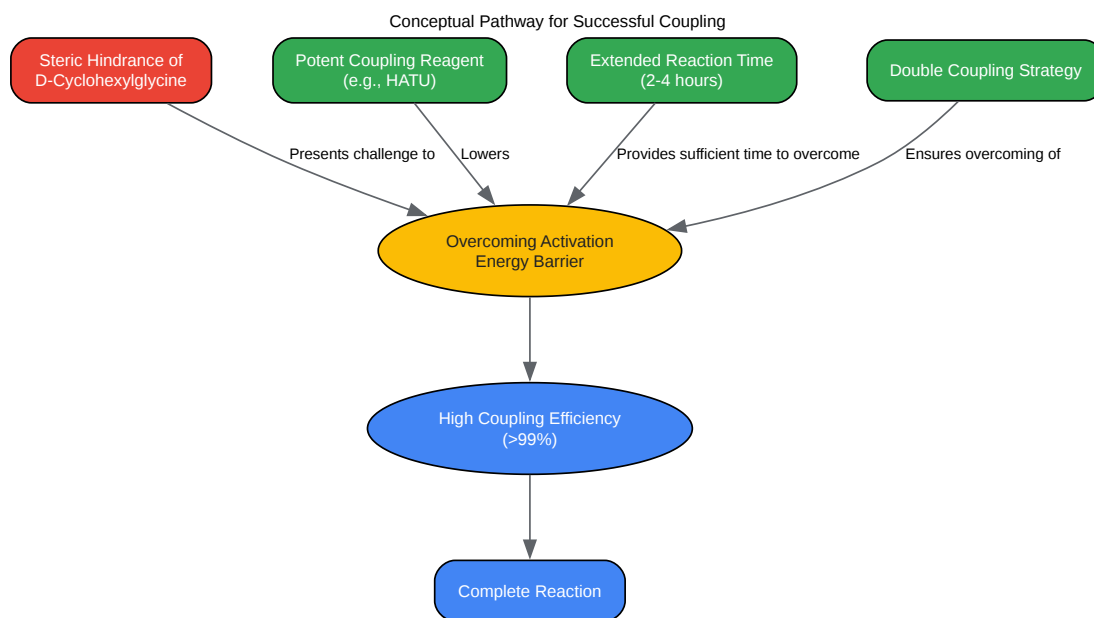 Conceptual Pathway for Successful Coupling
Steric Hindrance of
D-Cyclohexylglycine
Potent Coupling Reagent
(e.g., HATU)
Extended Reaction Time
(2-4 hours)
Double Coupling Strategy
Presents challenge to
Lowers
Provides sufficient time to overcome
Ensures overcoming of
Overcoming Activation
Energy Barrier
High Coupling Efficiency
(>99%)
Complete Reaction